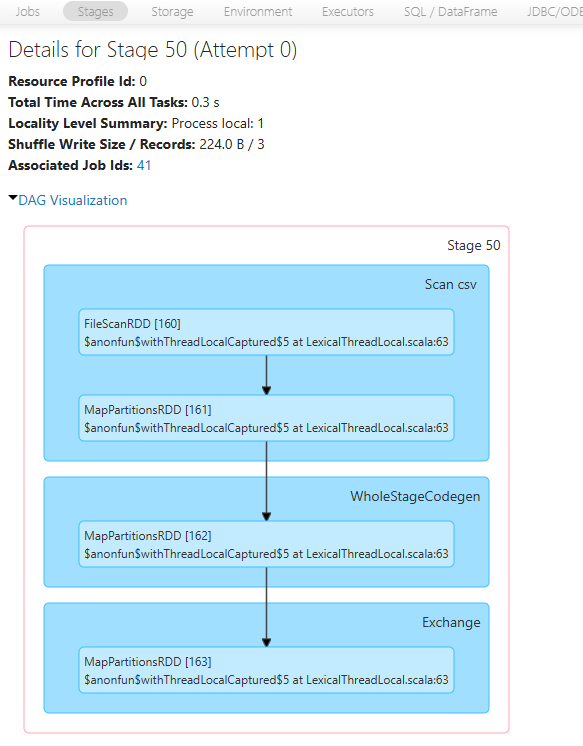 Jobs Stages Storage Environment Executors SQL / DataFrame JDBC/ODB
Details for Stage 50 (Attempt 0)
Resource Profile Id: 0
Total Time Across All Tasks: 0.3 s
Locality Level Summary: Process local: 1
Shuffle Write Size / Records: 224.0 B / 3
Associated Job Ids: 41
DAG Visualization
Stage 50
Scan csv
FileScanRDD [160]
$anonfun$withThreadLocalCaptured$5 at LexicalThreadLocal.scala:63
MapPartitionsRDD [161]
$anonfun$withThreadLocalCaptured$5 at LexicalThreadLocal.scala:63
WholeStageCodegen
MapPartitionsRDD [162]
$anonfun$withThreadLocalCaptured$5 at LexicalThreadLocal.scala:63
Exchange
MapPartitionsRDD [163]
$anonfun$withThreadLocalCaptured$5 at LexicalThreadLocal.scala:63